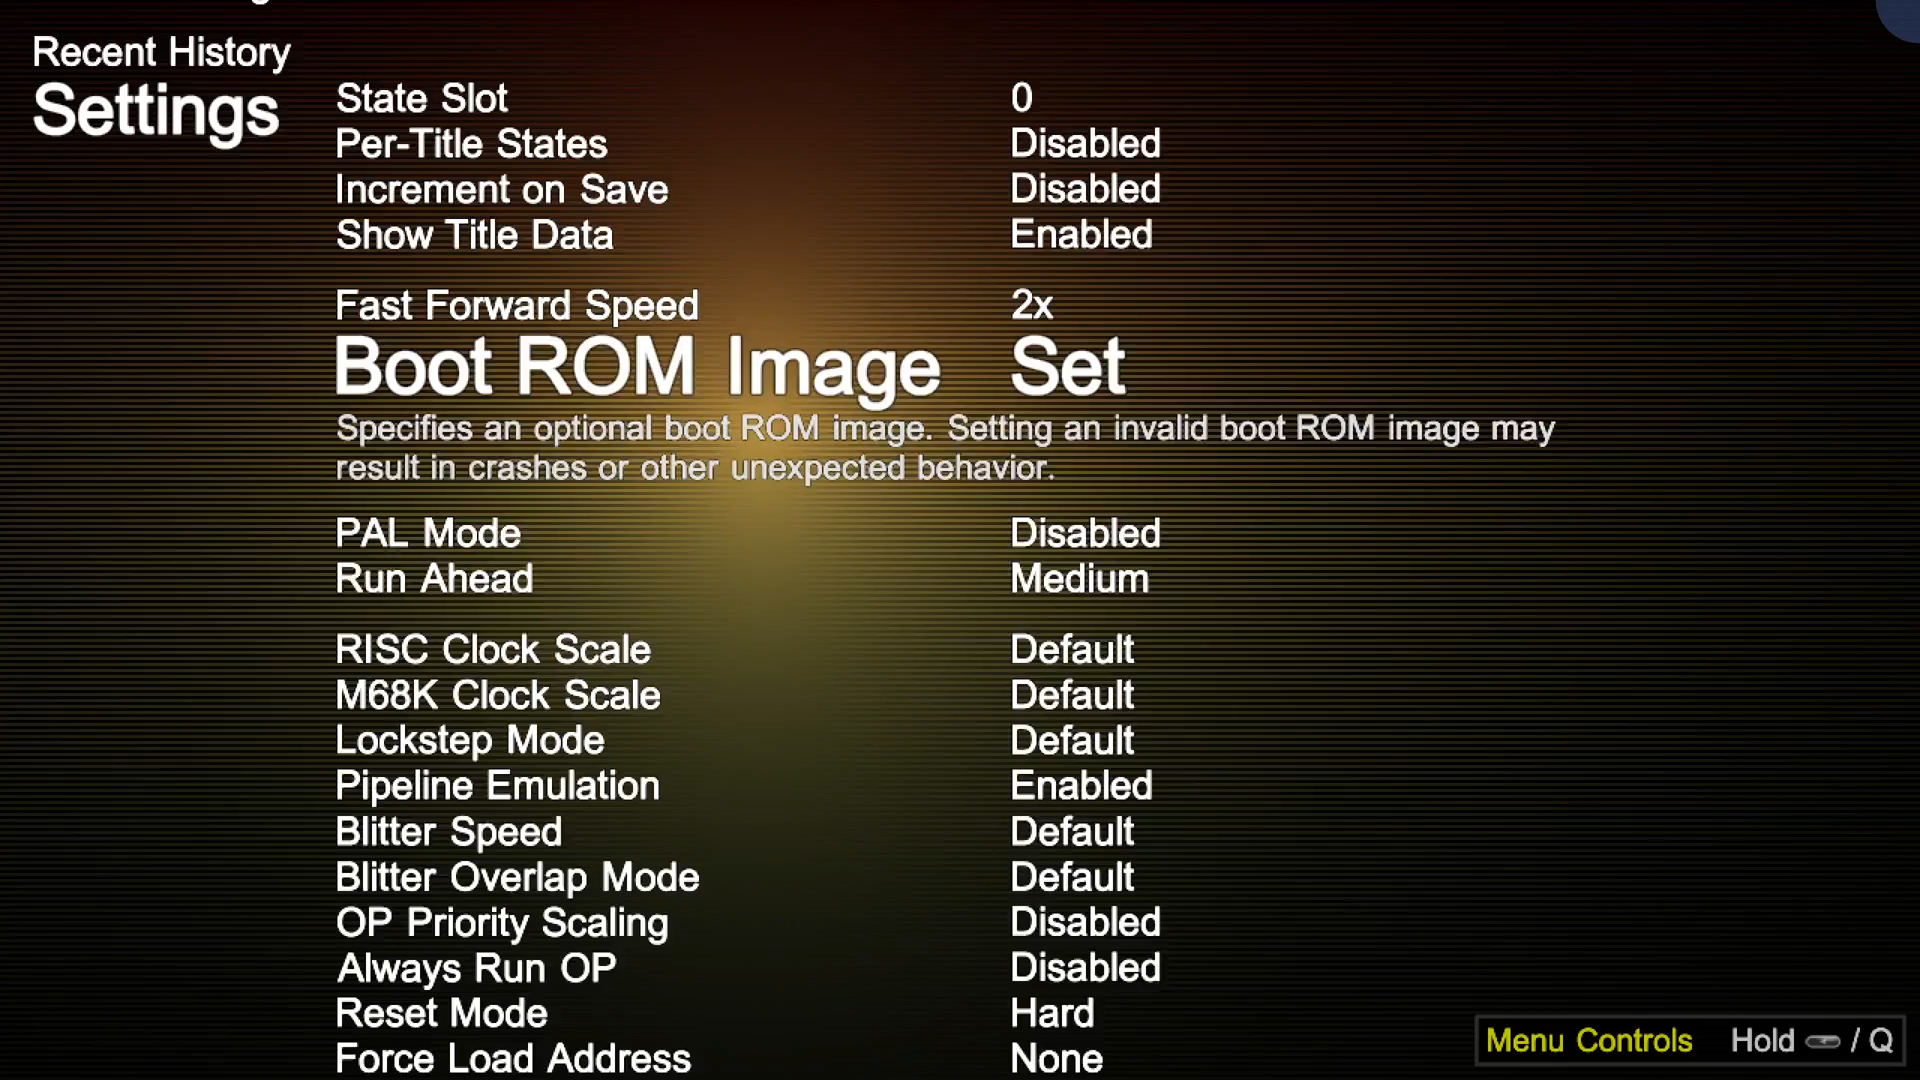 Recent History
Settings
State Slot 0
Per-Title States Disabled
Increment on Save Disabled
Show Title Data Enabled
Fast Forward Speed 2x
Boot ROM Image Set
Specifies an optional boot ROM image. Setting an invalid boot ROM image may
result in crashes or other unexpected behavior.
PAL Mode Disabled
Run Ahead Medium
RISC Clock Scale Default
M68K Clock Scale Default
Lockstep Mode Default
Pipeline Emulation Enabled
Blitter Speed Default
Blitter Overlap Mode Default
OP Priority Scaling Disabled
Always Run OP Disabled
Reset Mode Hard
Force Load Address None
Menu Controls Hold / Q